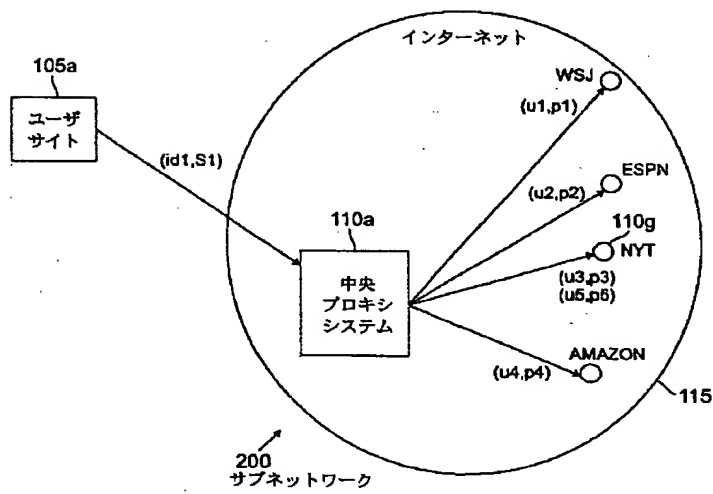 インターネット
105a
ユーザ
サイト
(id1,S1)
WSJ
(u1,p1)
ESPN
(u2,p2)
110g
NYT
(u3,p3)
(u5,p6)
110a
中央
プロキシ
システム
AMAZON
(u4,p4)
115
200
サブネットワーク